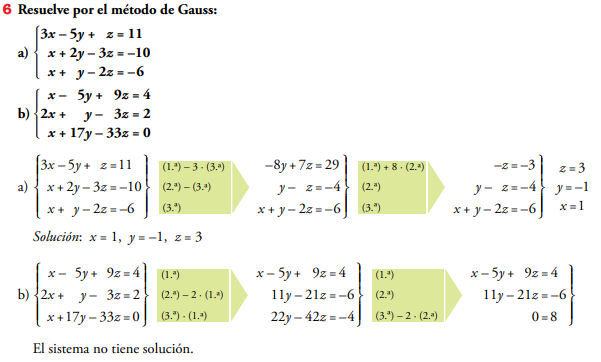 6 Resuelve por el método de Gauss:
a) { 3x – 5y + z = 11
x + 2y – 3z = –10
x + y – 2z = –6
b) { x – 5y + 9z = 4
2x + y – 3z = 2
x + 17y – 33z = 0
a) { 3x – 5y + z = 11 } (1.ª) – 3 · (3.ª) –8y + 7z = 29 } (1.ª) + 8 · (2.ª) –z = –3 } z = 3
x + 2y – 3z = –10 (2.ª) – (3.ª) y – z = –4 (2.ª) y – z = –4 y = –1
x + y – 2z = –6 (3.ª) x + y – 2z = –6 (3.ª) x + y – 2z = –6 x = 1
Solución: x = 1, y = –1, z = 3
b) { x – 5y + 9z = 4 } (1.ª) x – 5y + 9z = 4 (1.ª) x – 5y + 9z = 4 }
2x + y – 3z = 2 (2.ª) – 2 · (1.ª) 11y – 21z = –6 (2.ª) 11y – 21z = –6
x + 17y – 33z = 0 (3.ª) · (1.ª) 22y – 42z = –4 (3.ª) – 2 · (2.ª) 0 = 8
El sistema no tiene solución.